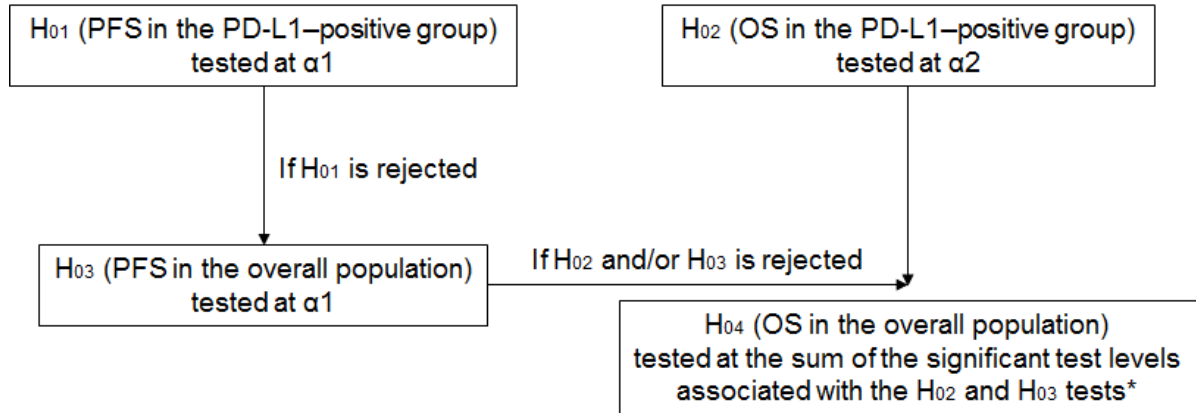 H01 (PFS in the PD-L1–positive group)
tested at α1
H02 (OS in the PD-L1–positive group)
tested at α2
If H01 is rejected
H03 (PFS in the overall population)
tested at α1
If H02 and/or H03 is rejected
H04 (OS in the overall population)
tested at the sum of the significant test levels
associated with the H02 and H03 tests*